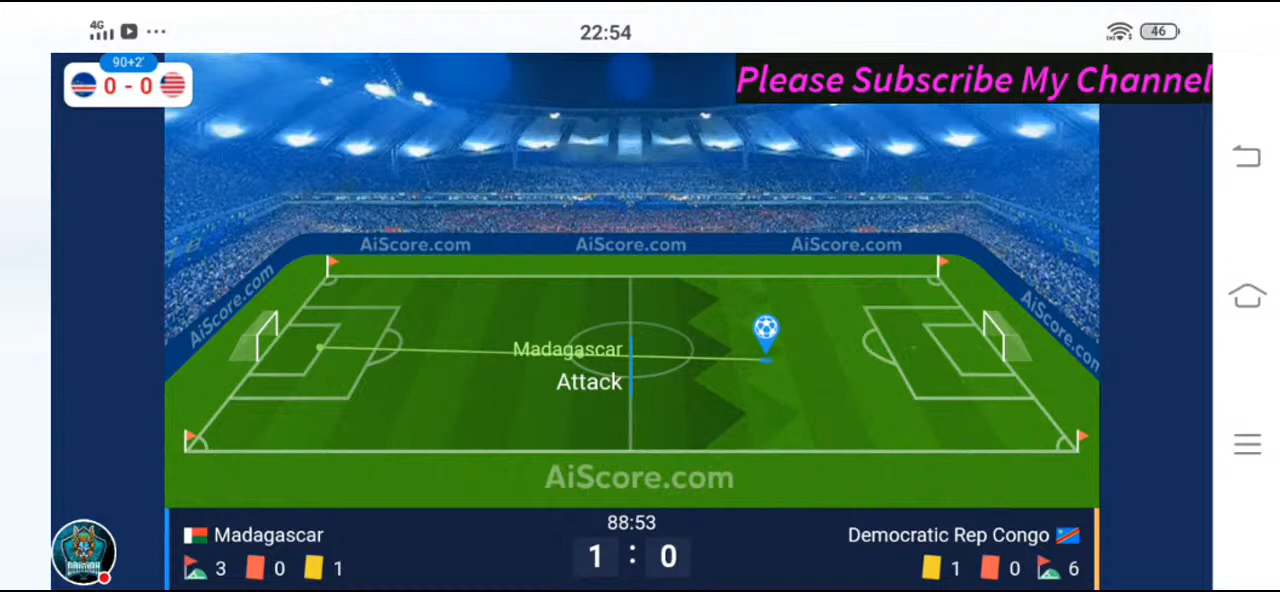 4G
22:54
46
90+2'
0 - 0
Please Subscribe My Channel
AiScore.com
AiScore.com
AiScore.com
AiScore.com
AiScore.com
Madagascar
Attack
AiScore.com
88:53
Madagascar
1 : 0
Democratic Rep Congo
3 0 1
1 0 6